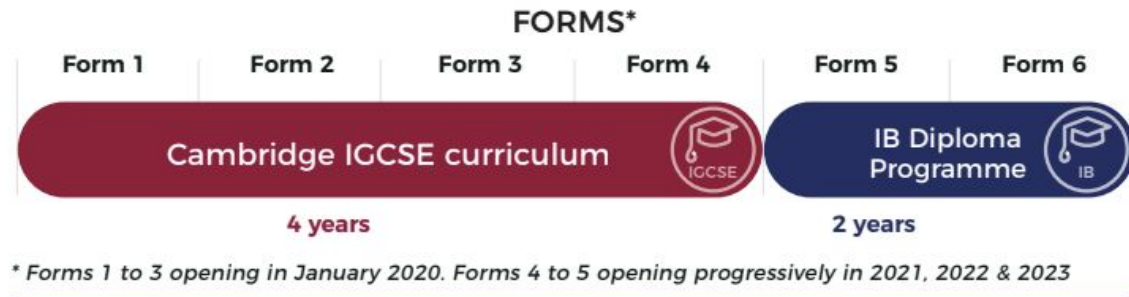 FORMS*
Form 1 Form 2 Form 3 Form 4 Form 5 Form 6
Cambridge IGCSE curriculum
IGCSE
IB Diploma
Programme
IB
4 years 2 years
* Forms 1 to 3 opening in January 2020. Forms 4 to 5 opening progressively in 2021, 2022 & 2023